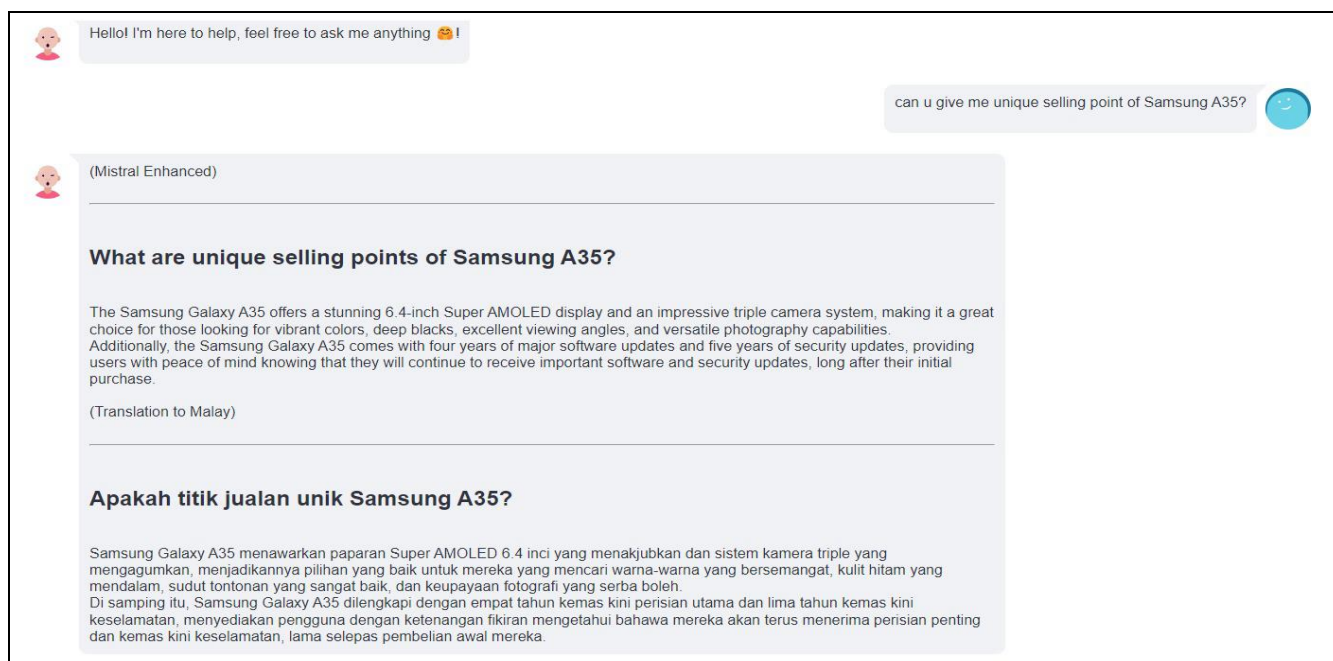 Hello! I'm here to help, feel free to ask me anything 🤗!
can u give me unique selling point of Samsung A35?
(Mistral Enhanced)
What are unique selling points of Samsung A35?
The Samsung Galaxy A35 offers a stunning 6.4-inch Super AMOLED display and an impressive triple camera system, making it a great
choice for those looking for vibrant colors, deep blacks, excellent viewing angles, and versatile photography capabilities.
Additionally, the Samsung Galaxy A35 comes with four years of major software updates and five years of security updates, providing
users with peace of mind knowing that they will continue to receive important software and security updates, long after their initial
purchase.
(Translation to Malay)
Apakah titik jualan unik Samsung A35?
Samsung Galaxy A35 menawarkan paparan Super AMOLED 6.4 inci yang menakjubkan dan sistem kamera triple yang
mengagumkan, menjadikannya pilihan yang baik untuk mereka yang mencari warna-warna yang bersemangat, kulit hitam yang
mendalam, sudut tontonan yang sangat baik, dan keupayaan fotografi yang serba boleh.
Di samping itu, Samsung Galaxy A35 dilengkapi dengan empat tahun kemas kini perisian utama dan lima tahun kemas kini
keselamatan, menyediakan pengguna dengan ketenangan fikiran mengetahui bahawa mereka akan terus menerima perisian penting
dan kemas kini keselamatan, lama selepas pembelian awal mereka.